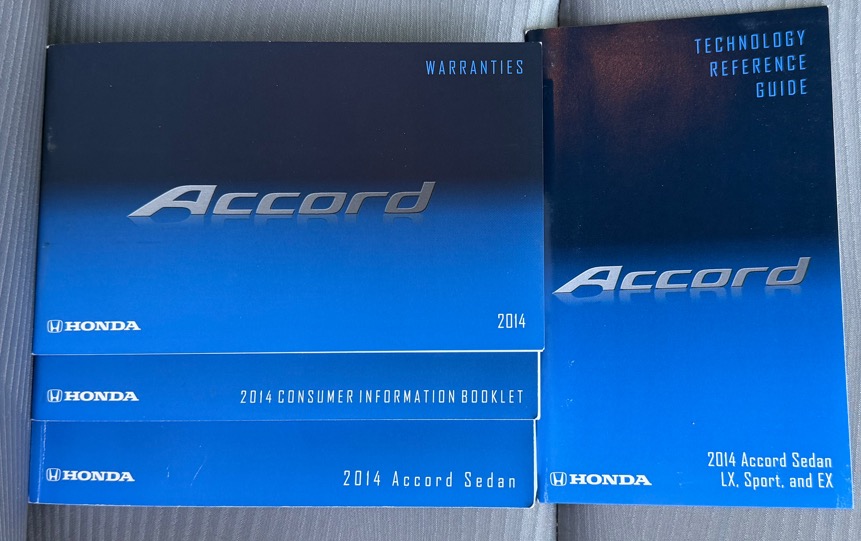 WARRANTIES
Accord
HONDA
2014
HONDA
2014 CONSUMER INFORMATION BOOKLET
HONDA
2014 Accord Sedan
TECHNOLOGY
REFERENCE
GUIDE
Accord
2014 Accord Sedan
LX, Sport, and EX
HONDA